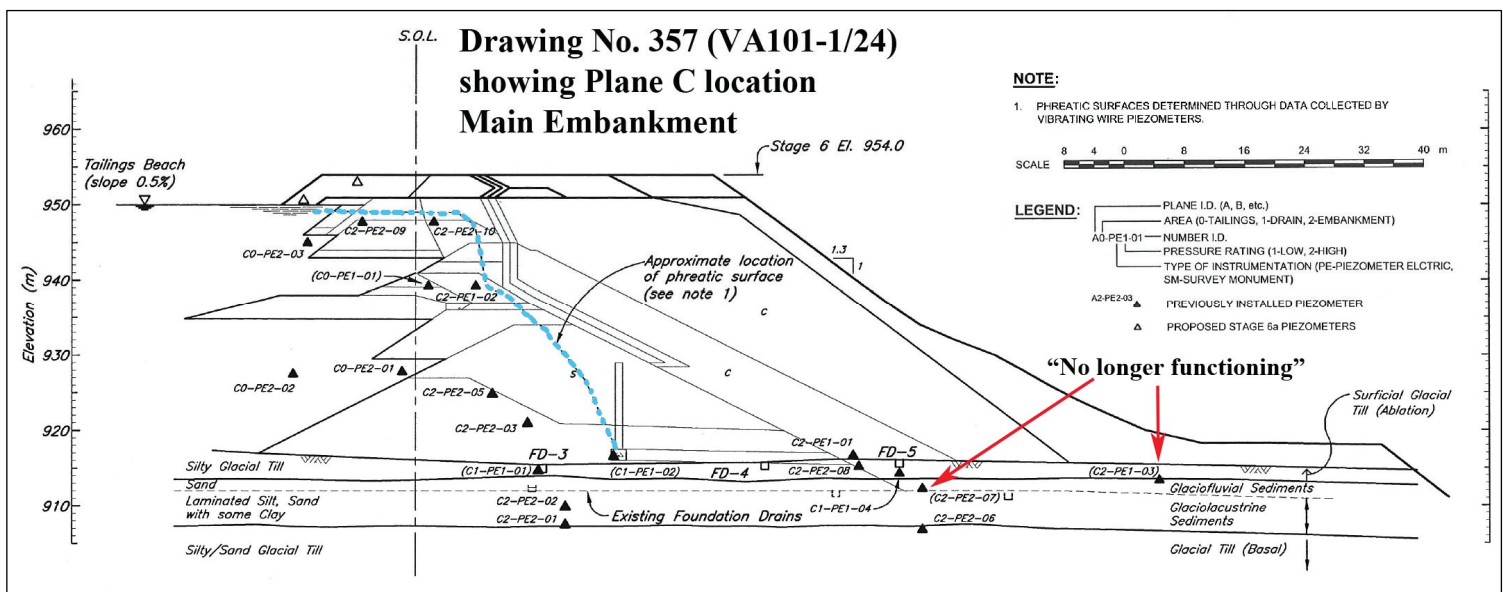 S.O.L.
Drawing No. 357 (VA101-1/24)
showing Plane C location
Main Embankment
NOTE:
1. PHREATIC SURFACES DETERMINED THROUGH DATA COLLECTED BY
VIBRATING WIRE PIEZOMETERS.
8 4 0 8 16 24 32 40 m
SCALE
LEGEND:
PLANE I.D. (A, B, etc.)
AREA (0-TAILINGS, 1-DRAIN, 2-EMBANKMENT)
A0-PE1-01
NUMBER I.D.
PRESSURE RATING (1-LOW, 2-HIGH)
TYPE OF INSTRUMENTATION (PE-PIEZOMETER ELCTRIC,
SM-SURVEY MONUMENT)
A2-PE2-03
PREVIOUSLY INSTALLED PIEZOMETER
PROPOSED STAGE 6a PIEZOMETERS
Elevation (m)
960
950
940
930
920
910
Tailings Beach
(slope 0.5%)
Stage 6 El. 954.0
1.3
1
C2-PE2-09
C2-PE2-10
C0-PE2-03
(C0-PE1-01)
C2-PE1-02
Approximate location
of phreatic surface
(see note 1)
c
c
s
C0-PE2-02
C0-PE2-01
C2-PE2-05
C2-PE2-03
“No longer functioning”
Surficial Glacial
Till (Ablation)
FD-3
C2-PE1-01
FD-5
Silty Glacial Till
(C1-PE1-01)
(C1-PE1-02)
FD-4
C2-PE2-08
(C2-PE1-03)
Sand
Glaciofluvial Sediments
Laminated Silt, Sand
with some Clay
C2-PE2-02
C2-PE2-01
Existing Foundation Drains
C1-PE1-04
(C2-PE2-07)
C2-PE2-06
Glaciolacustrine
Sediments
Silty/Sand Glacial Till
Glacial Till (Basal)